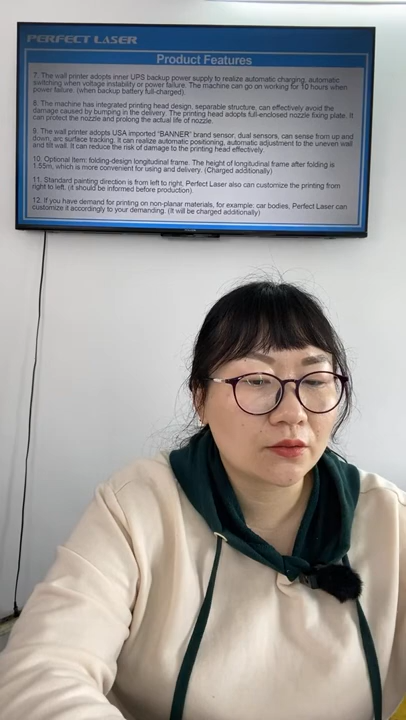 PERFECT LASER
Product Features
7. The wall printer adopts inner UPS backup power supply to realize automatic charging, automatic
switching when voltage instability or power failure. The machine can go on working for 10 hours when
power failure. (when backup battery full-charged).
8. The machine has integrated printing head design, separable structure, can effectively avoid the
damage caused by bumping in the delivery. The printing head adopts full-enclosed nozzle fixing plate. It
can protect the nozzle and prolong the actual life of nozzle.
9. The wall printer adopts USA imported "BANNER" brand sensor, dual sensors, can sense from up and
down, arc surface tracking. It can realize automatic positioning, automatic adjustment to the uneven wall
and tilt wall. It can reduce the risk of damage to the printing head effectively.
10. Optional Item: folding-design longitudinal frame. The height of longitudinal frame after folding is
1.55m, which is more convenient for using and delivery. (Charged additionally)
11. Standard painting direction is from left to right, Perfect Laser also can customize the printing from
right to left. (it should be informed before production).
12. If you have demand for printing on non-planar materials, for example: car bodies, Perfect Laser can
customize it accordingly to your demanding. (It will be charged additionally)